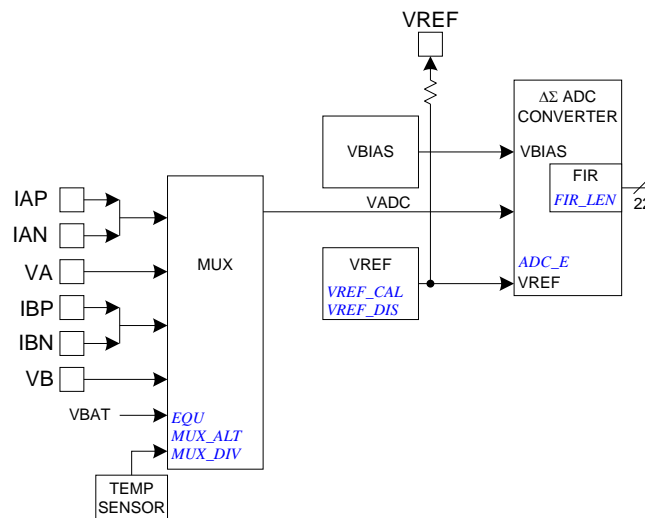 VREF
ΔΣ ADC
CONVERTER
VBIAS
VBIAS
FIR
FIR_LEN
22
IAP
IAN
VA
IBP
IBN
VB
VBAT
MUX
VADC
VREF
VREF_CAL
VREF_DIS
ADC_E
VREF
EQU
MUX_ALT
MUX_DIV
TEMP
SENSOR